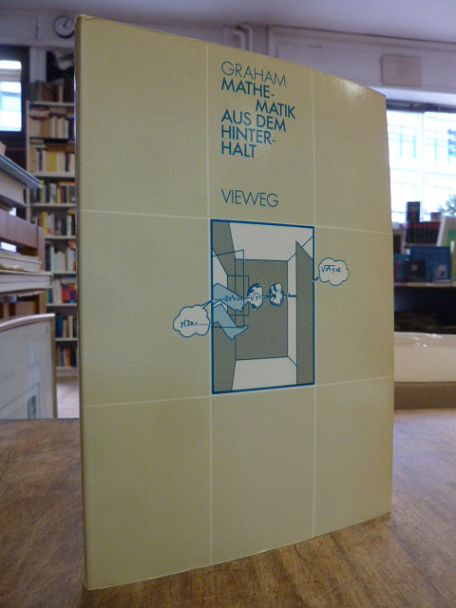 GRAHAM
MATHE-
MATIK
AUS DEM
HINTER-
HALT
VIEWEG